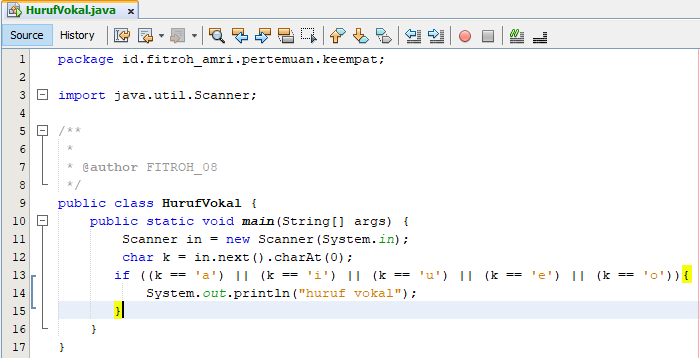 HurufVokal.java
Source History
1 package id.fitroh_amri.pertemuan.keempat;
2
3 import java.util.Scanner;
4
5 /**
6  *
7  * @author FITROH_08
8  */
9 public class HurufVokal {
10     public static void main(String[] args) {
11         Scanner in = new Scanner(System.in);
12         char k = in.next().charAt(0);
13        if ((k == 'a') || (k == 'i') || (k == 'u') || (k == 'e') || (k == 'o')){
14            System.out.println("huruf vokal");
15        }
16     }
17 }